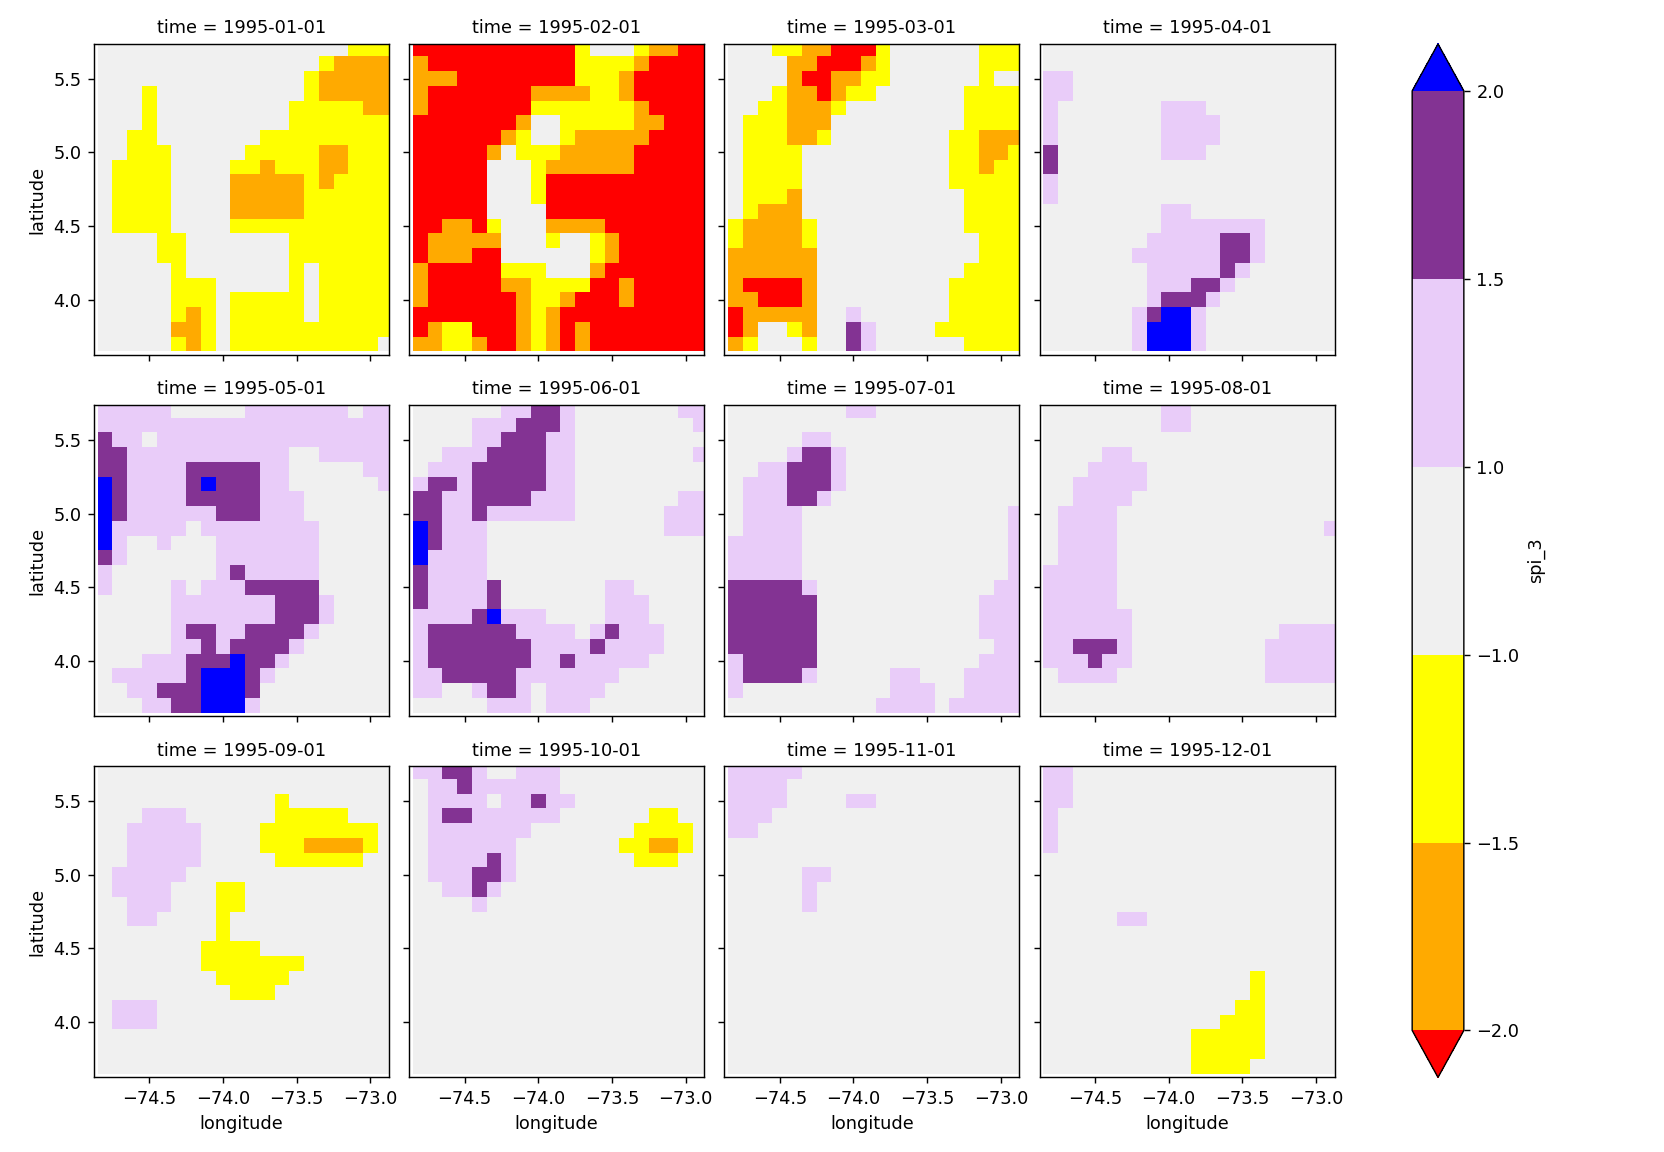 time = 1995-01-01
time = 1995-02-01
time = 1995-03-01
time = 1995-04-01
5.5
5.0
4.5
4.0
latitude
time = 1995-05-01
time = 1995-06-01
time = 1995-07-01
time = 1995-08-01
5.5
5.0
4.5
4.0
latitude
time = 1995-09-01
time = 1995-10-01
time = 1995-11-01
time = 1995-12-01
5.5
5.0
4.5
4.0
latitude
−74.5 −74.0 −73.5 −73.0
longitude
−74.5 −74.0 −73.5 −73.0
longitude
−74.5 −74.0 −73.5 −73.0
longitude
−74.5 −74.0 −73.5 −73.0
longitude
2.0
1.5
1.0
−1.0
−1.5
−2.0
spi_3